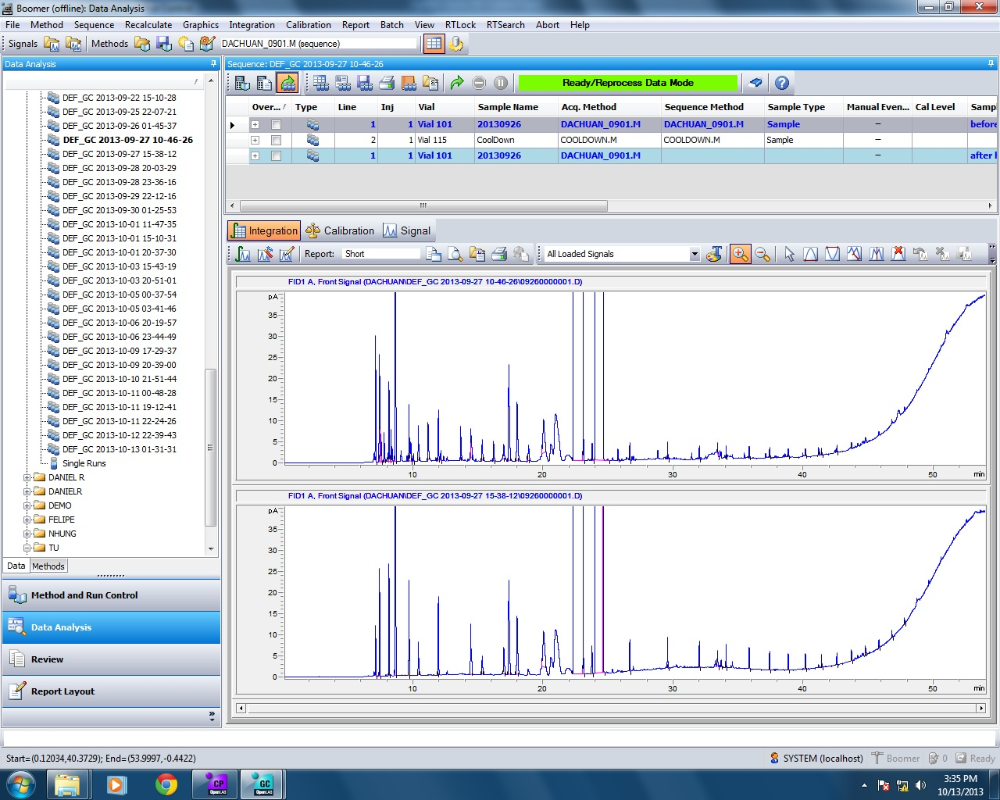 Boomer (offline): Data Analysis
File Method Sequence Recalculate Graphics Integration Calibration Report Batch View RTLock RTSearch Abort Help
Signals Methods DACHUAN_0901.M (sequence)
Data Analysis
DEF_GC 2013-09-22 15-10-28
DEF_GC 2013-09-25 22-07-21
DEF_GC 2013-09-26 01-45-37
DEF_GC 2013-09-27 10-46-26
DEF_GC 2013-09-27 15-38-12
DEF_GC 2013-09-28 20-03-29
DEF_GC 2013-09-28 23-36-16
DEF_GC 2013-09-29 22-12-16
DEF_GC 2013-09-30 01-25-53
DEF_GC 2013-10-01 11-47-35
DEF_GC 2013-10-01 15-10-31
DEF_GC 2013-10-01 20-37-30
DEF_GC 2013-10-03 15-43-19
DEF_GC 2013-10-03 20-51-01
DEF_GC 2013-10-05 00-37-54
DEF_GC 2013-10-05 03-41-46
DEF_GC 2013-10-06 20-19-57
DEF_GC 2013-10-06 23-44-49
DEF_GC 2013-10-09 17-29-37
DEF_GC 2013-10-09 20-39-00
DEF_GC 2013-10-10 21-51-44
DEF_GC 2013-10-11 00-48-28
DEF_GC 2013-10-11 19-12-41
DEF_GC 2013-10-11 22-24-26
DEF_GC 2013-10-12 22-39-43
DEF_GC 2013-10-13 01-31-31
Single Runs
DANIEL R
DANIELR
DEMO
FELIPE
NHUNG
TU
Data Methods
Method and Run Control
Data Analysis
Review
Report Layout
Sequence: DEF_GC 2013-09-27 10-46-26
Ready/Reprocess Data Mode
Over... / Type Line Inj Vial Sample Name Acq. Method Sequence Method Sample Type Manual Even... Cal Level Samp
1 1 Vial 101 20130926 DACHUAN_0901.M DACHUAN_0901.M Sample – before
2 1 Vial 115 CoolDown COOLDOWN.M COOLDOWN.M Sample –
1 1 Vial 101 20130926 DACHUAN_0901.M – after l
Integration Calibration Signal
Report: Short All Loaded Signals
FID1 A, Front Signal (DACHUAN\DEF_GC 2013-09-27 10-46-26\09260000001.D)
pA
35
30
25
20
15
10
5
0
10 20 30 40 50 min
FID1 A, Front Signal (DACHUAN\DEF_GC 2013-09-27 15-38-12\09260000001.D)
pA
35
30
25
20
15
10
5
0
10 20 30 40 50 min
Start=(0.12034,40.3729); End=(53.9997,-0.4422)
SYSTEM (localhost) Boomer 0 Ready
CP OpenLAB GC OpenLAB
3:35 PM
10/13/2013